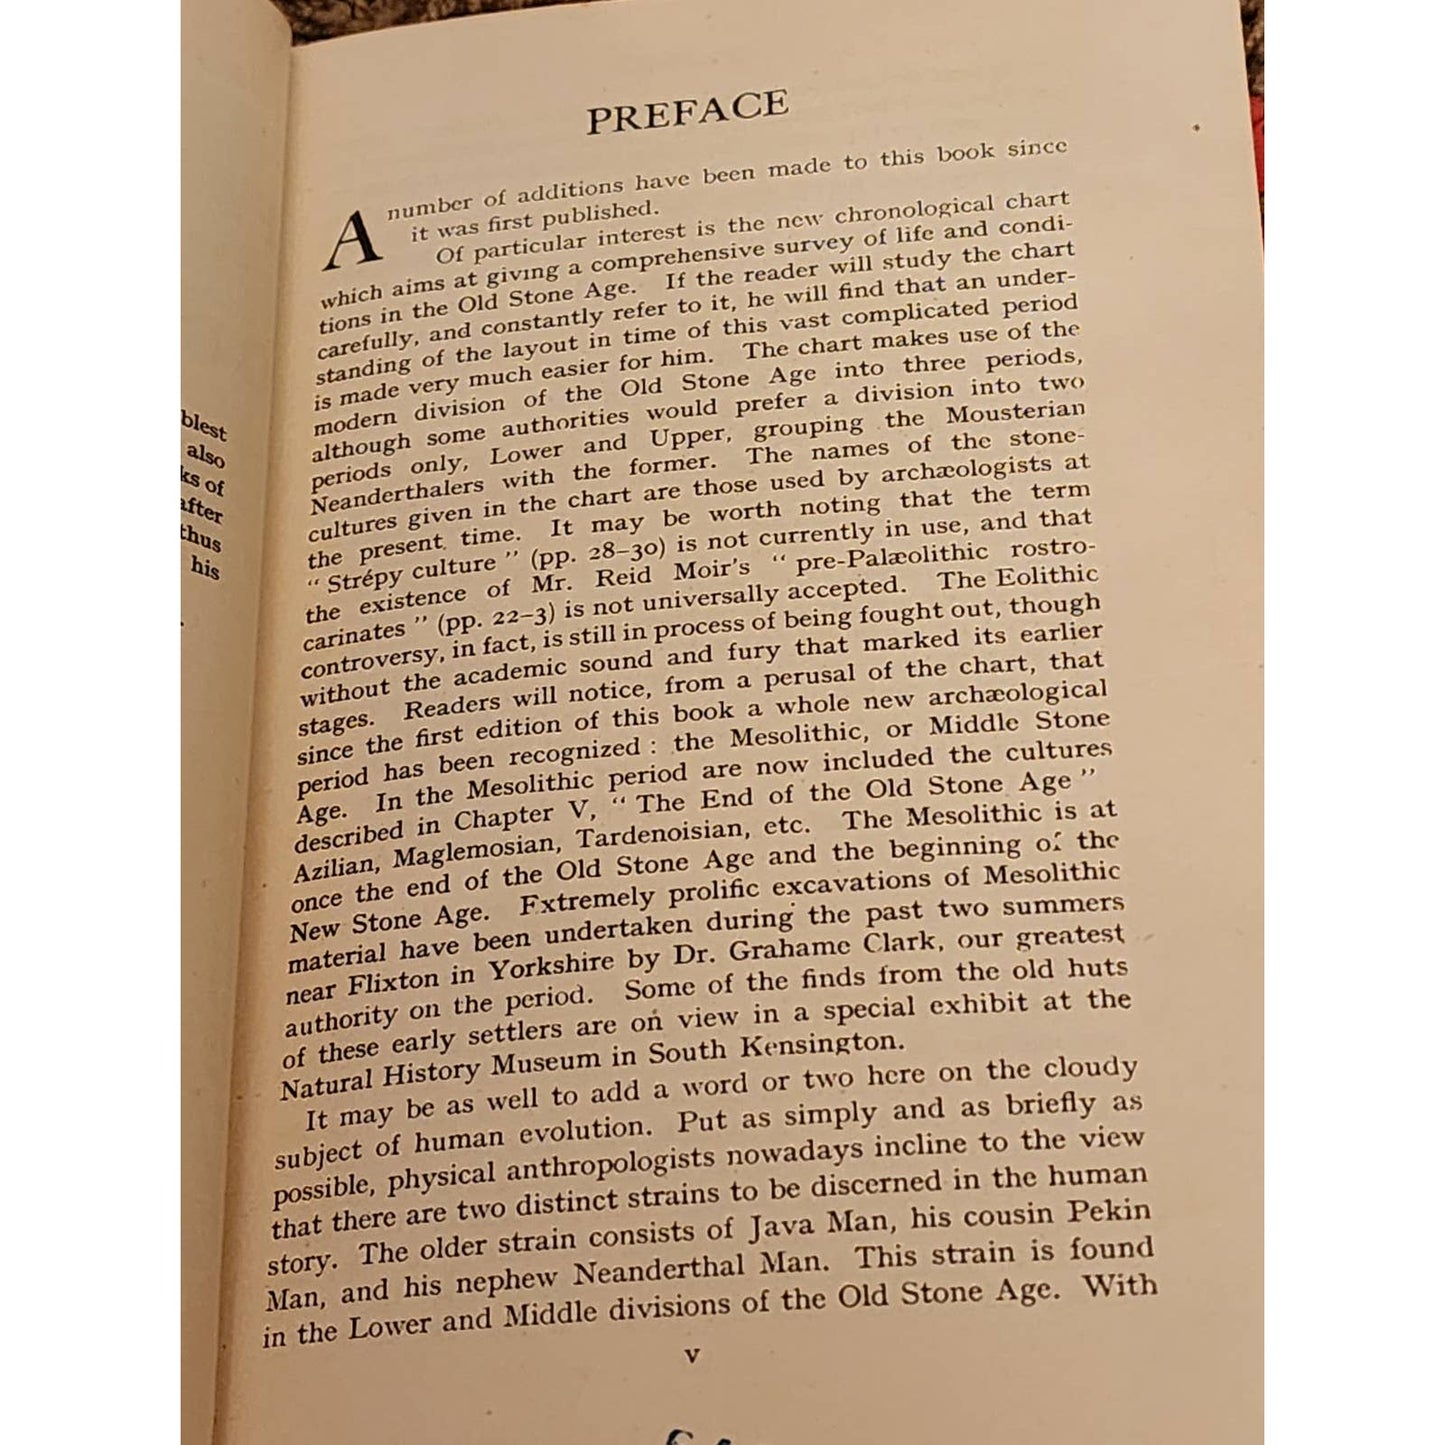 blest
also
ks of
after
thus
his
PREFACE
A number of additions have been made to this book since
it was first published.
Of particular interest is the new chronological chart
which aims at giving a comprehensive survey of life and condi-
tions in the Old Stone Age. If the reader will study the chart
carefully, and constantly refer to it, he will find that an under-
standing of the layout in time of this vast complicated period
is made very much easier for him. The chart makes use of the
modern division of the Old Stone Age into three periods,
although some authorities would prefer a division into two
periods only, Lower and Upper, grouping the Mousterian
Neanderthalers with the former. The names of the stone-
cultures given in the chart are those used by archæologists at
the present time. It may be worth noting that the term
“ Strépy culture ” (pp. 28–30) is not currently in use, and that
the existence of Mr. Reid Moir's “ pre-Palæolithic rostro-
carinates ” (pp. 22–3) is not universally accepted. The Eolithic
controversy, in fact, is still in process of being fought out, though
without the academic sound and fury that marked its earlier
stages. Readers will notice, from a perusal of the chart, that
since the first edition of this book a whole new archæological
period has been recognized : the Mesolithic, or Middle Stone
Age. In the Mesolithic period are now included the cultures
described in Chapter V, “ The End of the Old Stone Age ”
Azilian, Maglemosian, Tardenoisian, etc. The Mesolithic is at
once the end of the Old Stone Age and the beginning of the
New Stone Age. Extremely prolific excavations of Mesolithic
material have been undertaken during the past two summers
near Flixton in Yorkshire by Dr. Grahame Clark, our greatest
authority on the period. Some of the finds from the old huts
of these early settlers are on view in a special exhibit at the
Natural History Museum in South Kensington.
It may be as well to add a word or two here on the cloudy
subject of human evolution. Put as simply and as briefly as
possible, physical anthropologists nowadays incline to the view
that there are two distinct strains to be discerned in the human
story. The older strain consists of Java Man, his cousin Pekin
Man, and his nephew Neanderthal Man. This strain is found
in the Lower and Middle divisions of the Old Stone Age. With
v